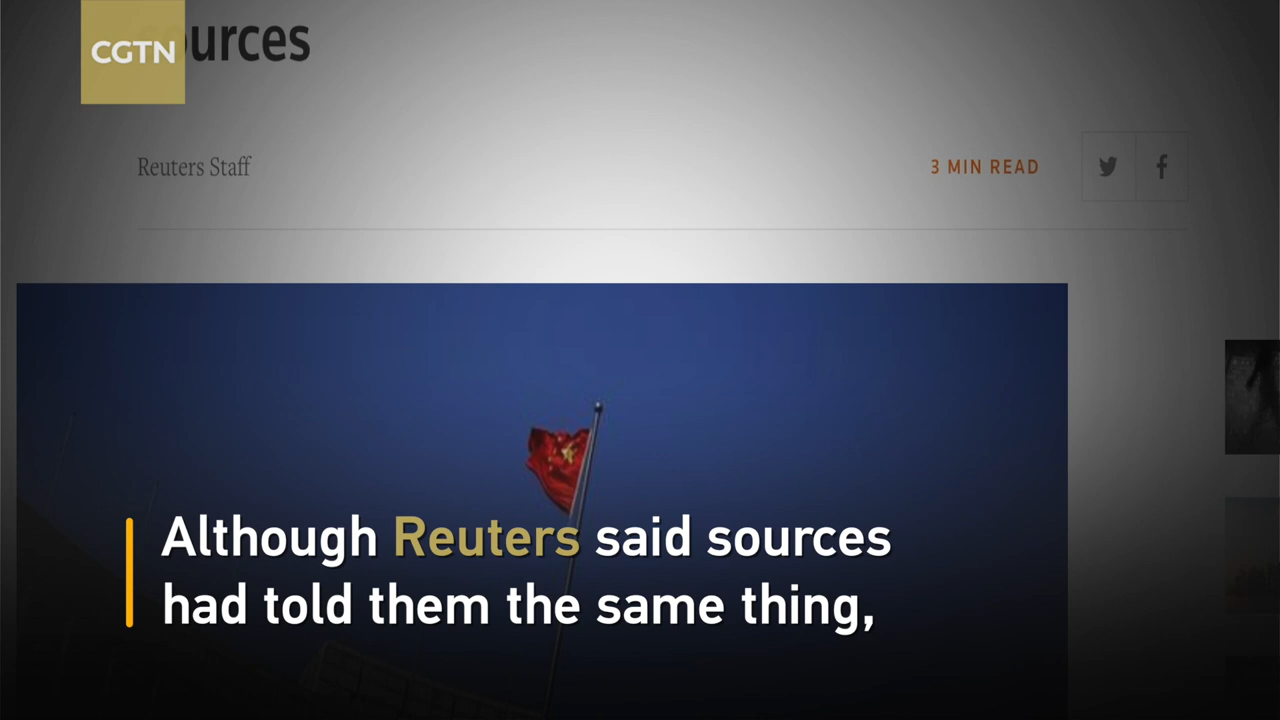 CGTN
urces
Reuters Staff
3 MIN READ
Although Reuters said sources
had told them the same thing,